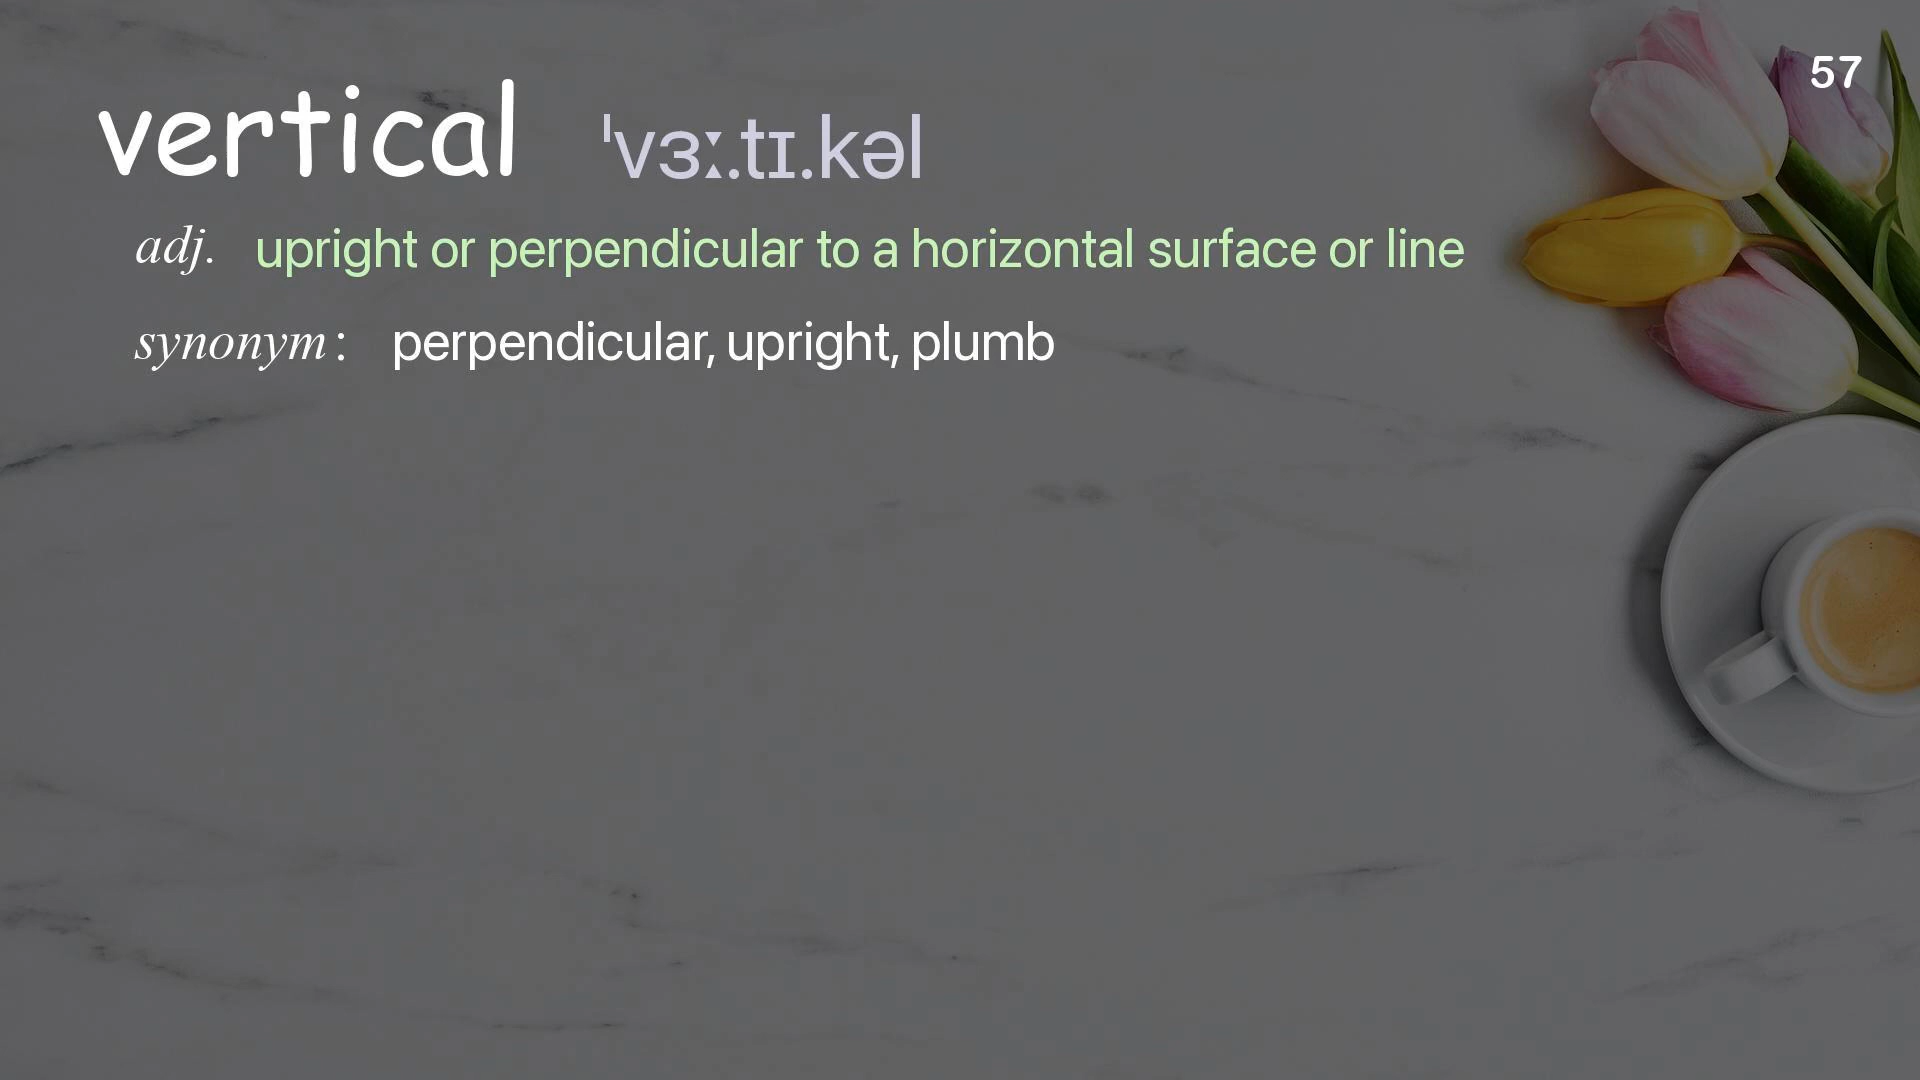 57
vertical ˈvɜː.tɪ.kəl
adj. upright or perpendicular to a horizontal surface or line
synonym: perpendicular, upright, plumb